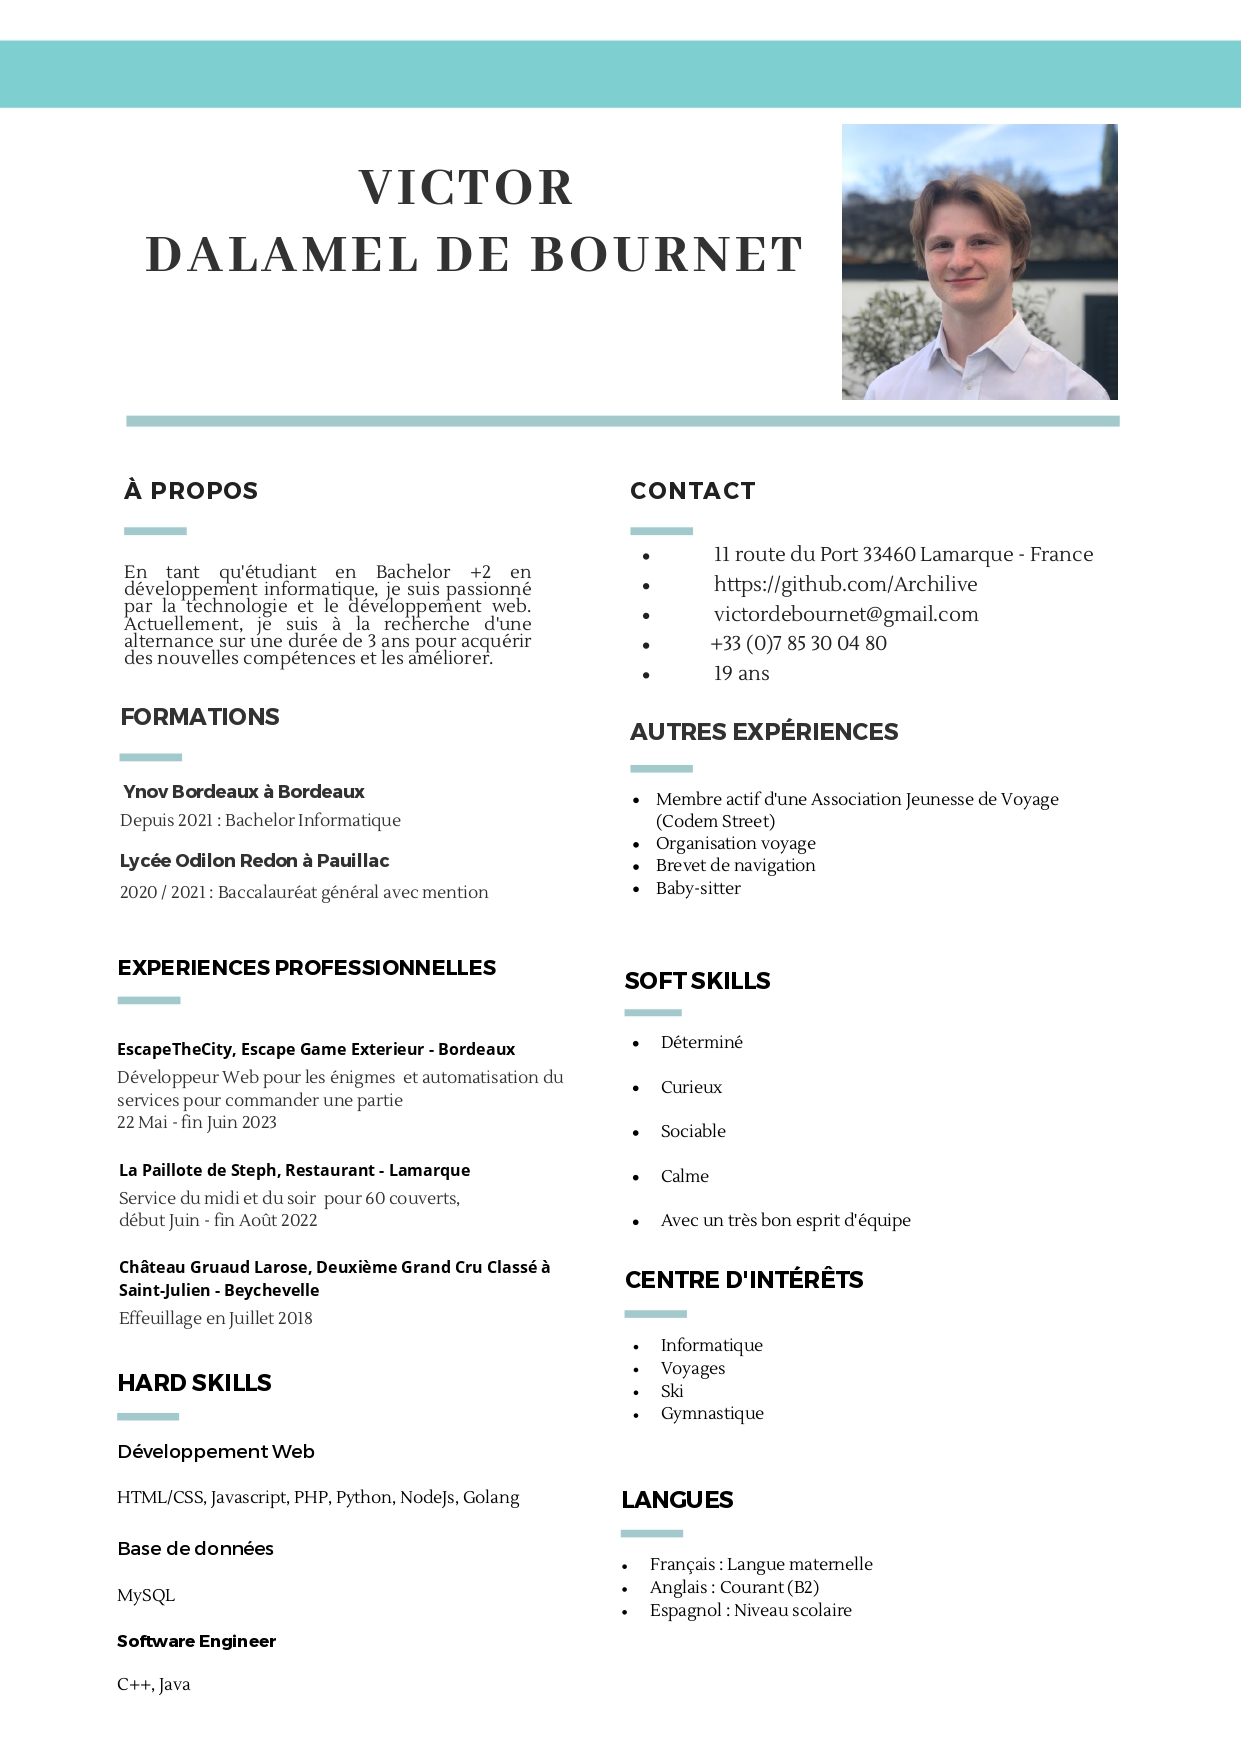 VICTOR
DALAMEL DE BOURNET
À PROPOS
En tant qu'étudiant en Bachelor +2 en
développement informatique, je suis passionné
par la technologie et le développement web.
Actuellement, je suis à la recherche d'une
alternance sur une durée de 3 ans pour acquérir
des nouvelles compétences et les améliorer.
FORMATIONS
Ynov Bordeaux à Bordeaux
Depuis 2021 : Bachelor Informatique
Lycée Odilon Redon à Pauillac
2020 / 2021 : Baccalauréat général avec mention
EXPERIENCES PROFESSIONNELLES
EscapeTheCity, Escape Game Exterieur - Bordeaux
Développeur Web pour les énigmes et automatisation du
services pour commander une partie
22 Mai - fin Juin 2023
La Paillote de Steph, Restaurant - Lamarque
Service du midi et du soir pour 60 couverts,
début Juin - fin Août 2022
Château Gruaud Larose, Deuxième Grand Cru Classé à
Saint-Julien - Beychevelle
Effeuillage en Juillet 2018
HARD SKILLS
Développement Web
HTML/CSS, Javascript, PHP, Python, NodeJs, Golang
Base de données
MySQL
Software Engineer
C++, Java
CONTACT
• 11 route du Port 33460 Lamarque - France
• https://github.com/Archilive
• victordebournet@gmail.com
• +33 (0)7 85 30 04 80
• 19 ans
AUTRES EXPÉRIENCES
• Membre actif d'une Association Jeunesse de Voyage
(Codem Street)
• Organisation voyage
• Brevet de navigation
• Baby-sitter
SOFT SKILLS
• Déterminé
• Curieux
• Sociable
• Calme
• Avec un très bon esprit d'équipe
CENTRE D'INTÉRÊTS
• Informatique
• Voyages
• Ski
• Gymnastique
LANGUES
• Français : Langue maternelle
• Anglais : Courant (B2)
• Espagnol : Niveau scolaire